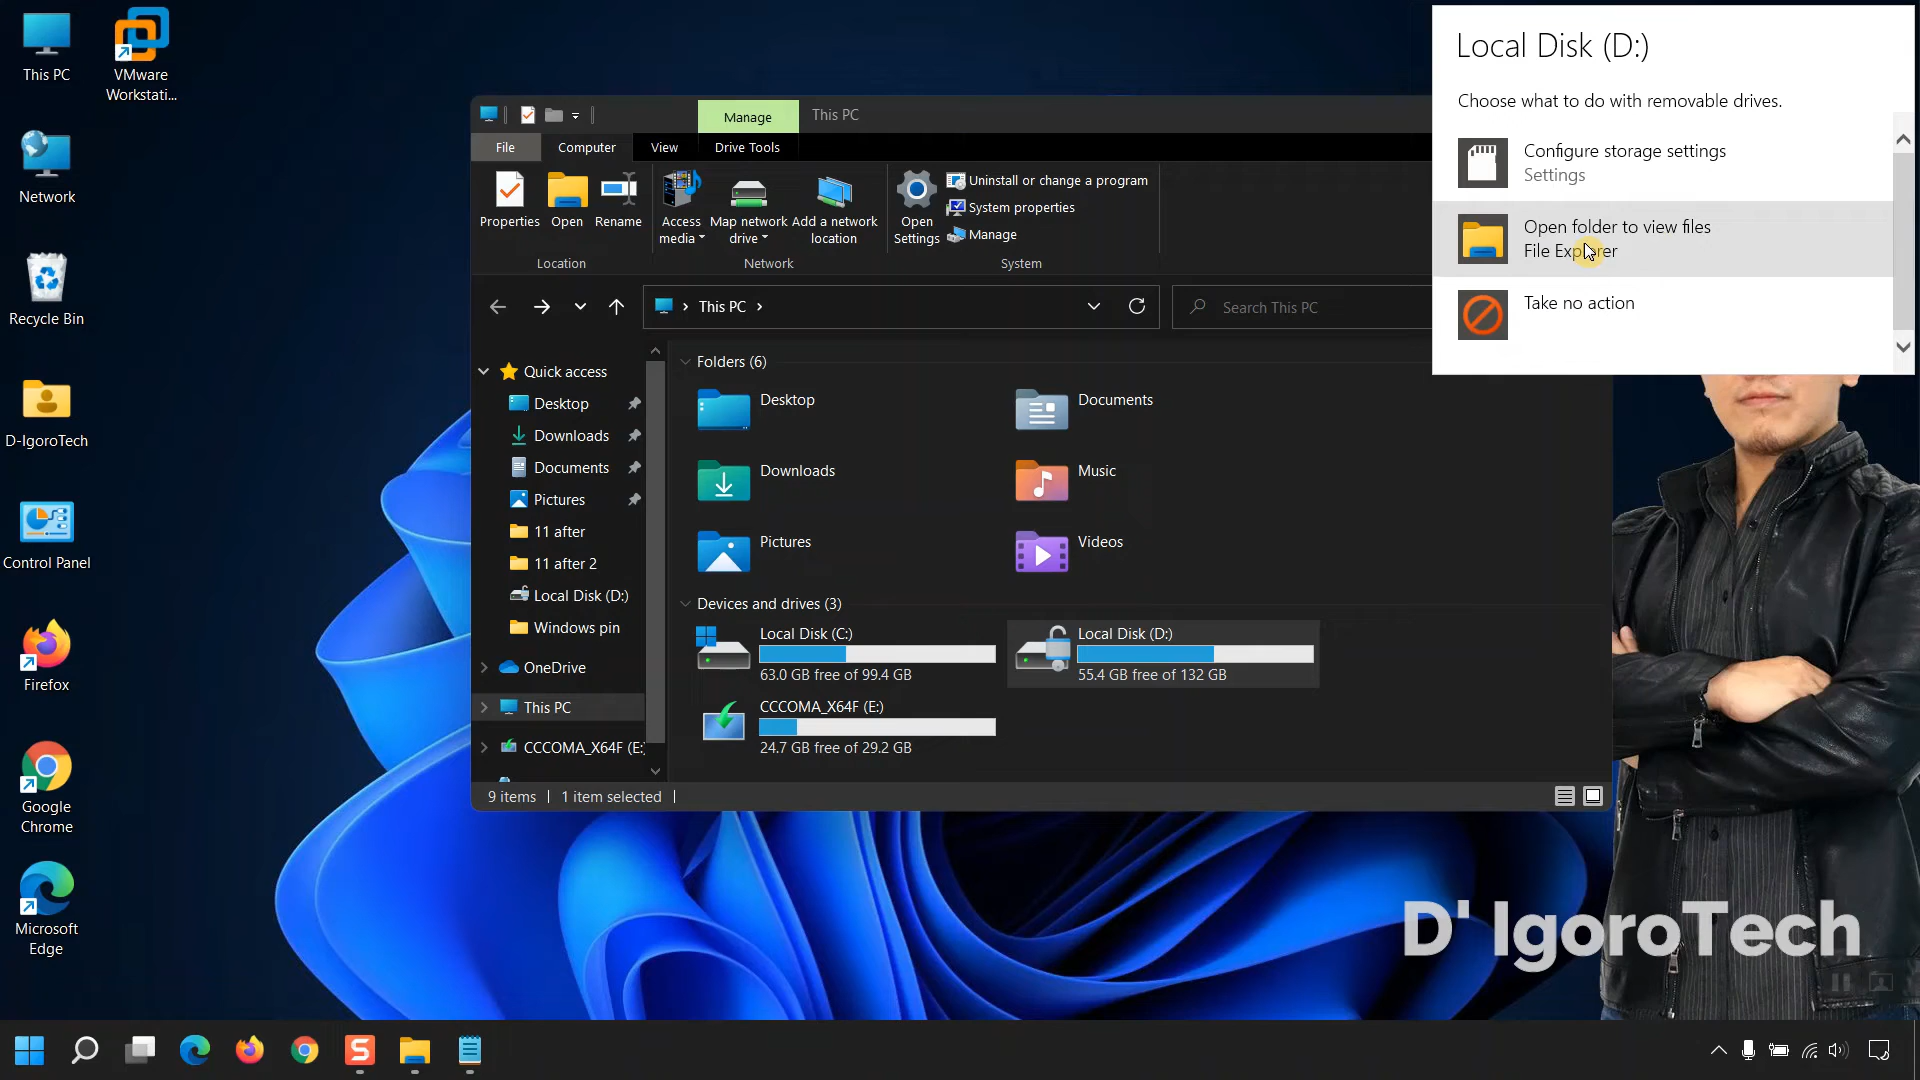 This PC
VMware
Workstati...
Network
Recycle Bin
D-IgoroTech
Control Panel
Firefox
Google
Chrome
Microsoft
Edge
Manage
This PC
File
Computer
View
Drive Tools
Properties
Open
Rename
Access
media
Map network
drive
Add a network
location
Open
Settings
Uninstall or change a program
System properties
Manage
Location
Network
System
This PC
Search This PC
Quick access
Desktop
Downloads
Documents
Pictures
11 after
11 after 2
Local Disk (D:)
Windows pin
OneDrive
This PC
CCCOMA_X64F (E:
Folders (6)
Desktop
Documents
Downloads
Music
Pictures
Videos
Devices and drives (3)
Local Disk (C:)
63.0 GB free of 99.4 GB
Local Disk (D:)
55.4 GB free of 132 GB
CCCOMA_X64F (E:)
24.7 GB free of 29.2 GB
9 items
1 item selected
Local Disk (D:)
Choose what to do with removable drives.
Configure storage settings
Settings
Open folder to view files
File Explorer
Take no action
D' IgoroTech
S